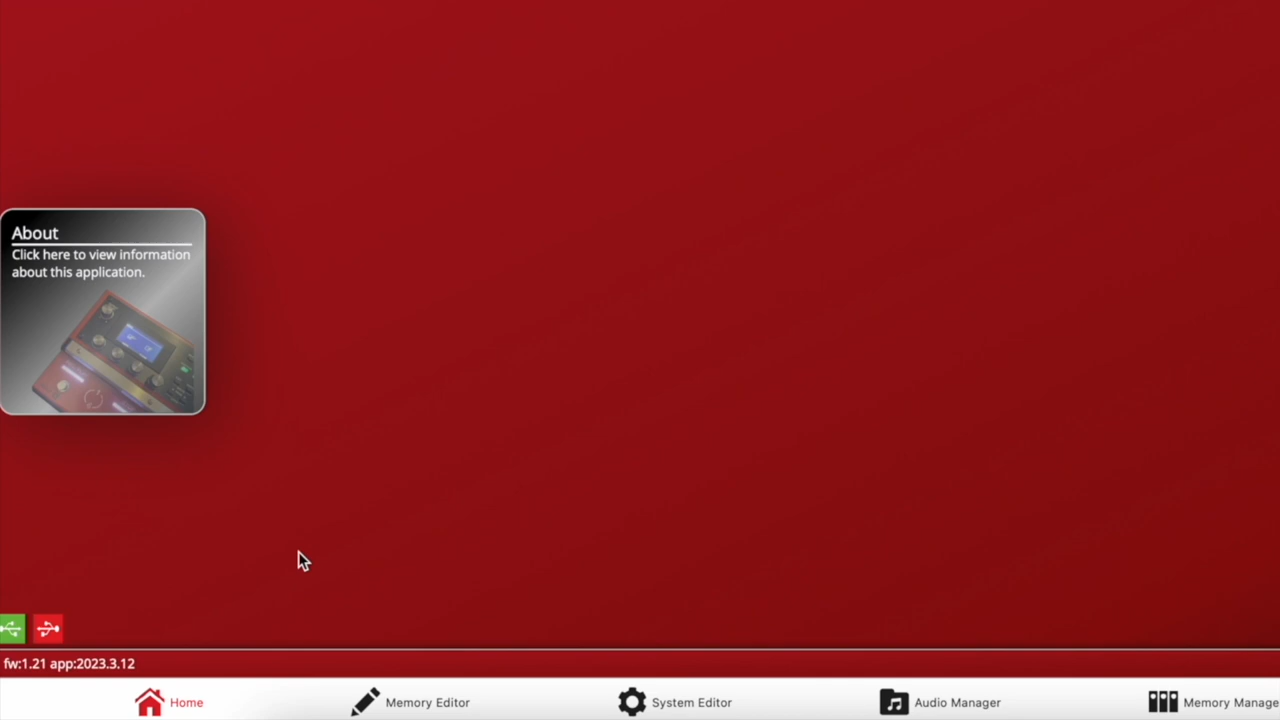 About
Click here to view information
about this application.
fw:1.21 app:2023.3.12
Home
Memory Editor
System Editor
Audio Manager
Memory Manage